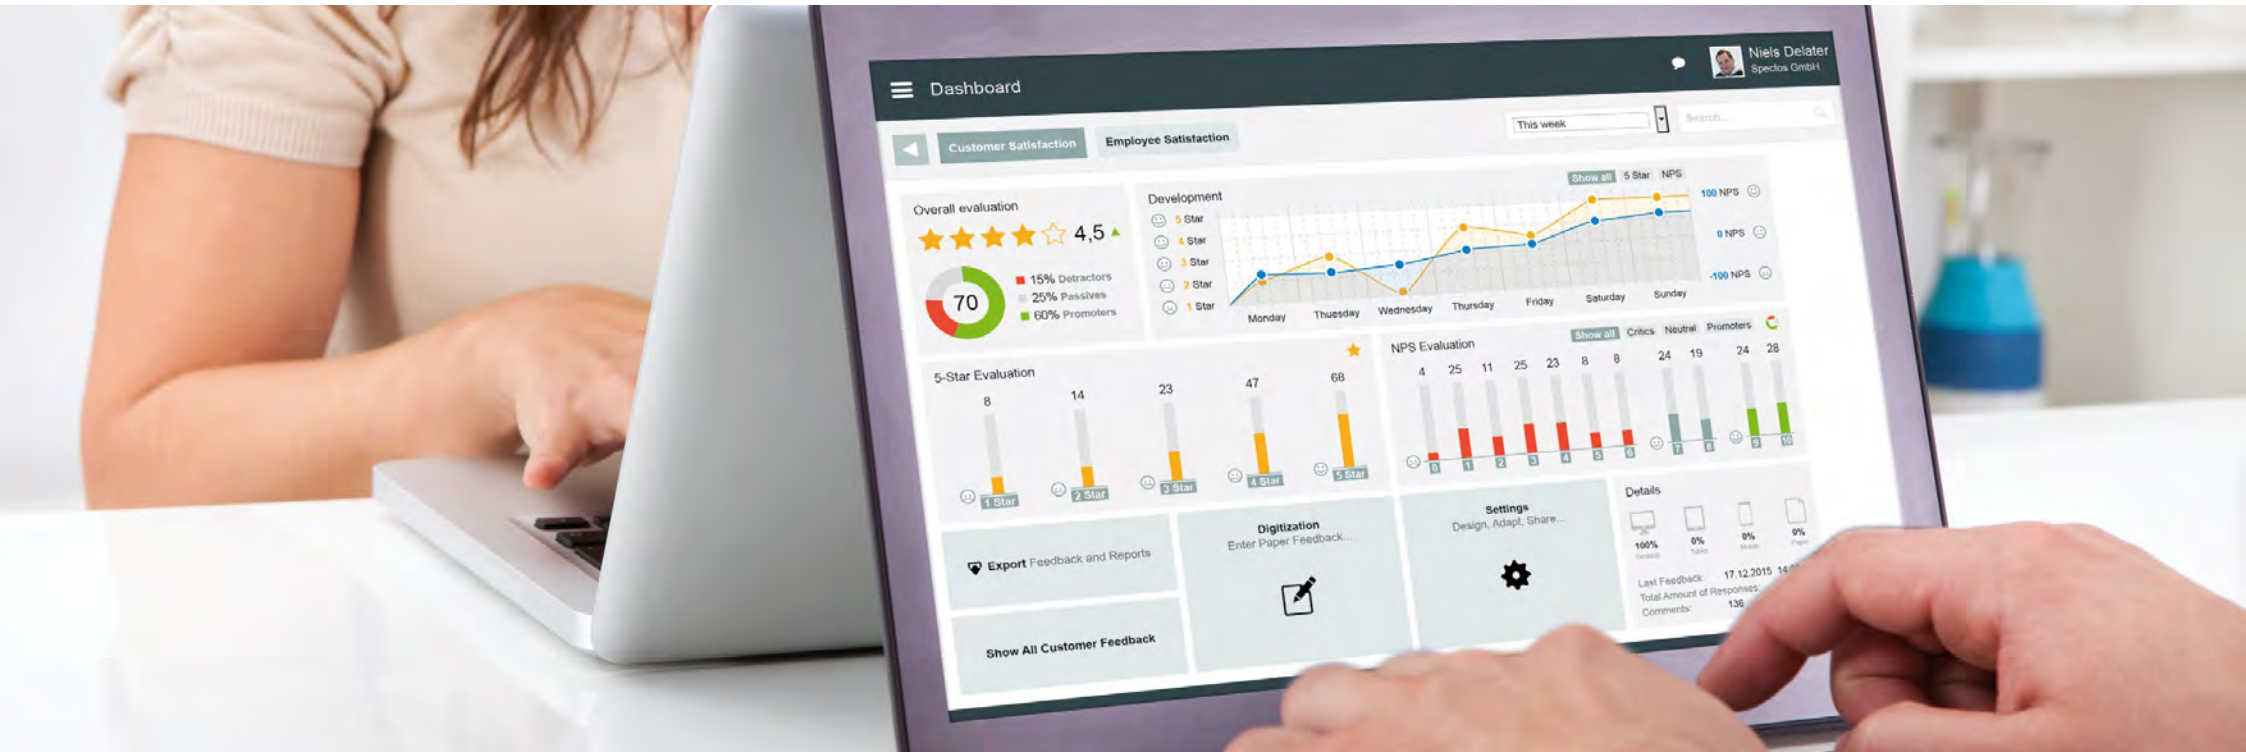 Dashboard
Niels Delater
Spectos GmbH
Customer Satisfaction
Employee Satisfaction
This week
Search...
Overall evaluation
4,5
70
15% Detractors
25% Passives
60% Promoters
Development
Show all
5 Star
NPS
5 Star
4 Star
3 Star
2 Star
1 Star
100 NPS
0 NPS
-100 NPS
Monday
Thuesday
Wednesday
Thursday
Friday
Saturday
Sunday
5-Star Evaluation
8
14
23
47
68
1 Star
2 Star
3 Star
4 Star
5 Star
NPS Evaluation
Show all
Critics
Neutral
Promoters
4 25 11 25 23 8 8 24 19 24 28
0 1 2 3 4 5 6 7 8 9 10
Export Feedback and Reports
Show All Customer Feedback
Digitization
Enter Paper Feedback...
Settings
Design, Adapt, Share...
Details
100% 0% 0% 0%
Desktop Tablet Mobile Paper
Last Feedback: 17.12.2015
Total Amount of Responses:
Comments: 136